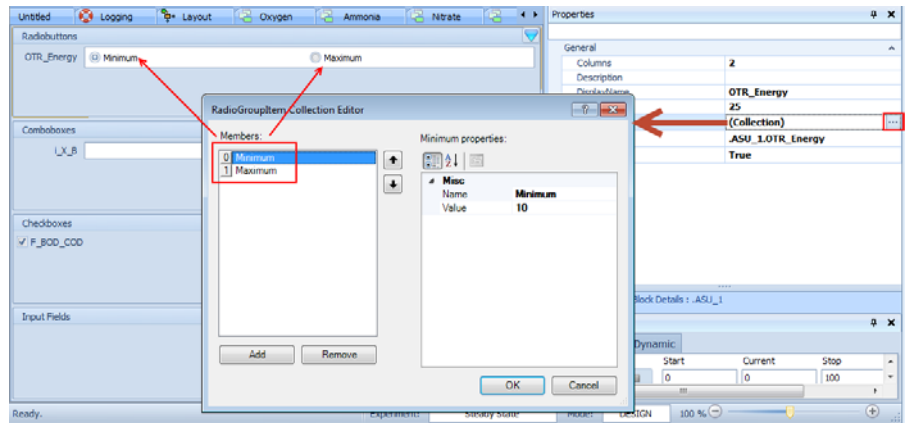 Untitled Logging Layout Oxygen Ammonia Nitrate
Radiobuttons
OTR_Energy Minimum Maximum
Comboboxes
i_X_B
Checkboxes
F_BOD_COD
Input Fields
Ready.
Properties
General
Columns 2
Description
DisplayName OTR_Energy
25
(Collection) ...
.ASU_1.OTR_Energy
True
RadioGroupItem Collection Editor
Members:
0 Minimum
1 Maximum
Add Remove
Minimum properties:
Misc
Name Minimum
Value 10
OK Cancel
Block Details : .ASU_1
Dynamic
Start Current Stop
0 0 100
Experiment: Steady State Mode: DESIGN 100 %